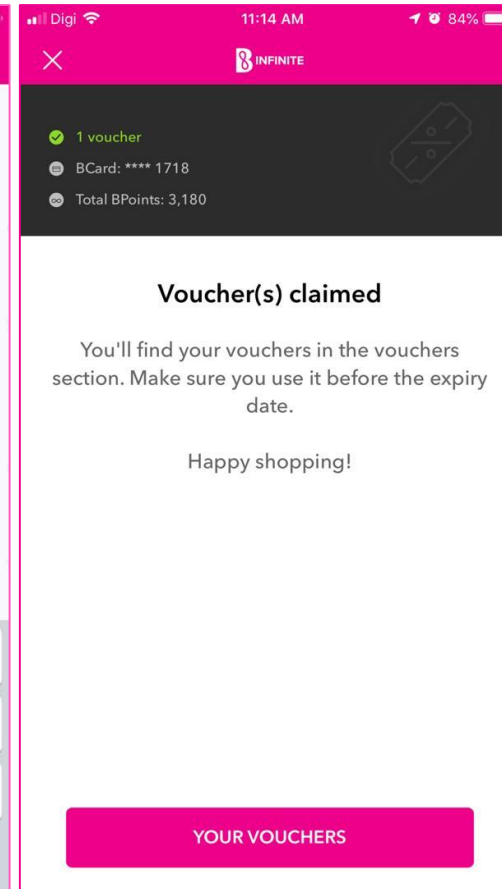 Digi 11:14 AM 84%
B INFINITE
1 voucher
BCard: **** 1718
Total BPoints: 3,180
Voucher(s) claimed
You'll find your vouchers in the vouchers
section. Make sure you use it before the expiry
date.
Happy shopping!
YOUR VOUCHERS